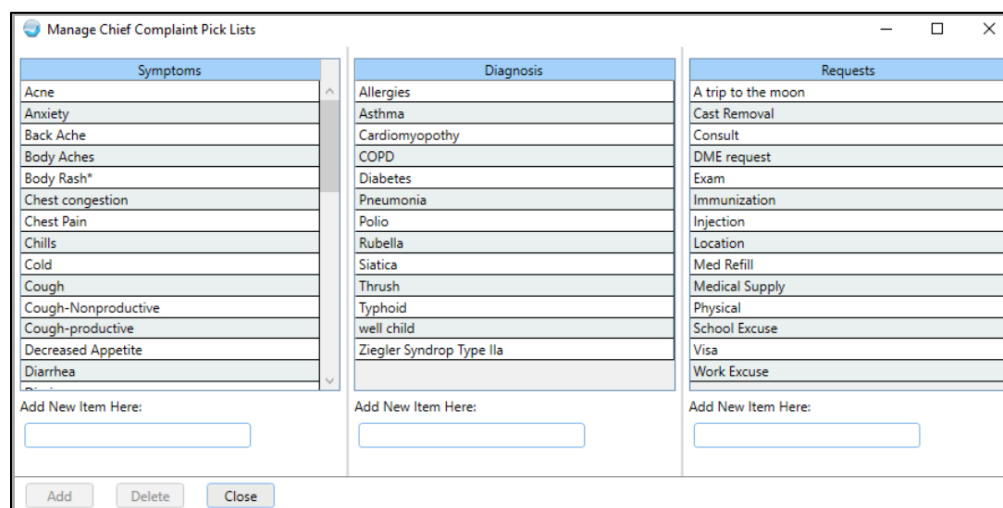 Manage Chief Complaint Pick Lists
Symptoms
Acne
Anxiety
Back Ache
Body Aches
Body Rash*
Chest congestion
Chest Pain
Chills
Cold
Cough
Cough-Nonproductive
Cough-productive
Decreased Appetite
Diarrhea
Add New Item Here:
Diagnosis
Allergies
Asthma
Cardiomyopothy
COPD
Diabetes
Pneumonia
Polio
Rubella
Siatica
Thrush
Typhoid
well child
Ziegler Syndrop Type IIa
Add New Item Here:
Requests
A trip to the moon
Cast Removal
Consult
DME request
Exam
Immunization
Injection
Location
Med Refill
Medical Supply
Physical
School Excuse
Visa
Work Excuse
Add New Item Here:
Add Delete Close